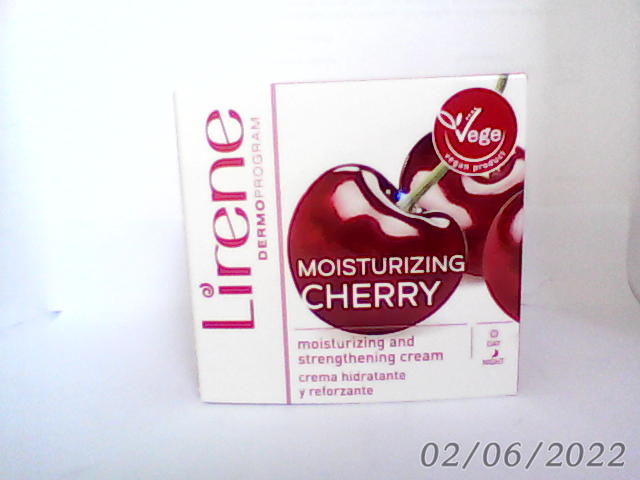 Lirene
DERMOPROGRAM
Vege
vegan product
MOISTURIZING
CHERRY
moisturizing and
strengthening cream
crema hidratante
y reforzante
DAY
NIGHT
02/06/2022